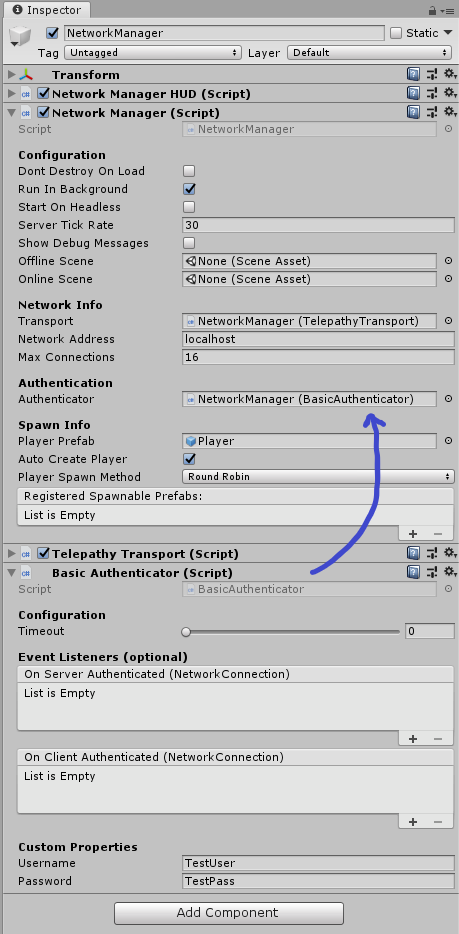 Inspector
NetworkManager Static
Tag Untagged Layer Default
Transform
Network Manager HUD (Script)
Network Manager (Script)
Script NetworkManager
Configuration
Dont Destroy On Load
Run In Background
Start On Headless
Server Tick Rate 30
Show Debug Messages
Offline Scene None (Scene Asset)
Online Scene None (Scene Asset)
Network Info
Transport NetworkManager (TelepathyTransport)
Network Address localhost
Max Connections 16
Authentication
Authenticator NetworkManager (BasicAuthenticator)
Spawn Info
Player Prefab Player
Auto Create Player
Player Spawn Method Round Robin
Registered Spawnable Prefabs:
List is Empty
Telepathy Transport (Script)
Basic Authenticator (Script)
Script BasicAuthenticator
Configuration
Timeout 0
Event Listeners (optional)
On Server Authenticated (NetworkConnection)
List is Empty
On Client Authenticated (NetworkConnection)
List is Empty
Custom Properties
Username TestUser
Password TestPass
Add Component